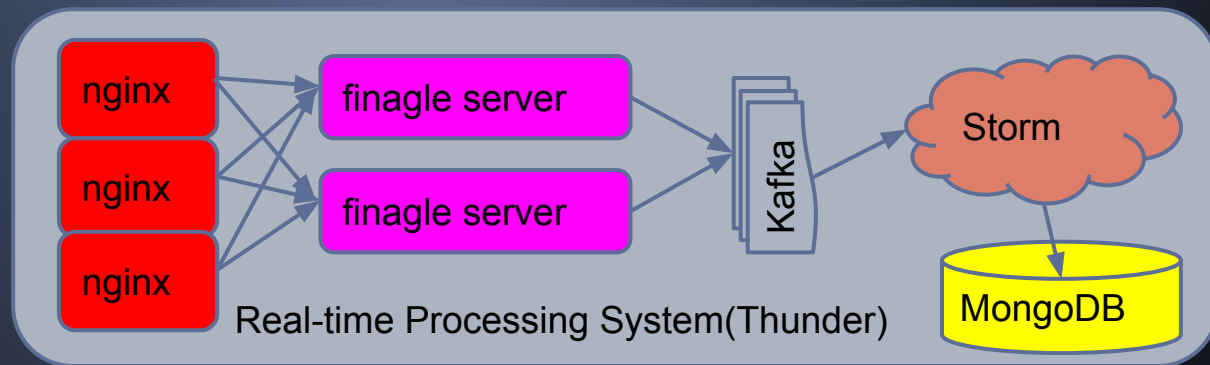 nginx
nginx
nginx
finagle server
finagle server
Kafka
Storm
MongoDB
Real-time Processing System(Thunder)